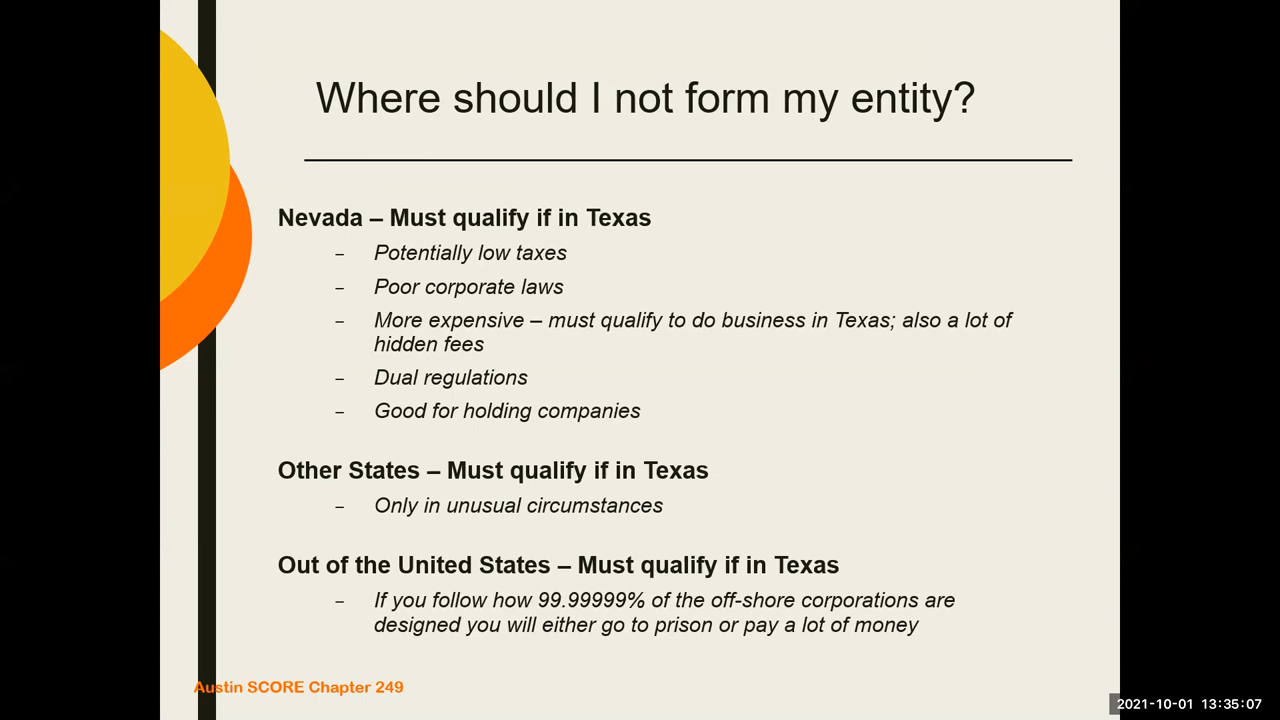 Where should I not form my entity?
Nevada – Must qualify if in Texas
– Potentially low taxes
– Poor corporate laws
– More expensive – must qualify to do business in Texas; also a lot of
hidden fees
– Dual regulations
– Good for holding companies
Other States – Must qualify if in Texas
– Only in unusual circumstances
Out of the United States – Must qualify if in Texas
– If you follow how 99.99999% of the off-shore corporations are
designed you will either go to prison or pay a lot of money
Austin SCORE Chapter 249
2021-10-01 13:35:07